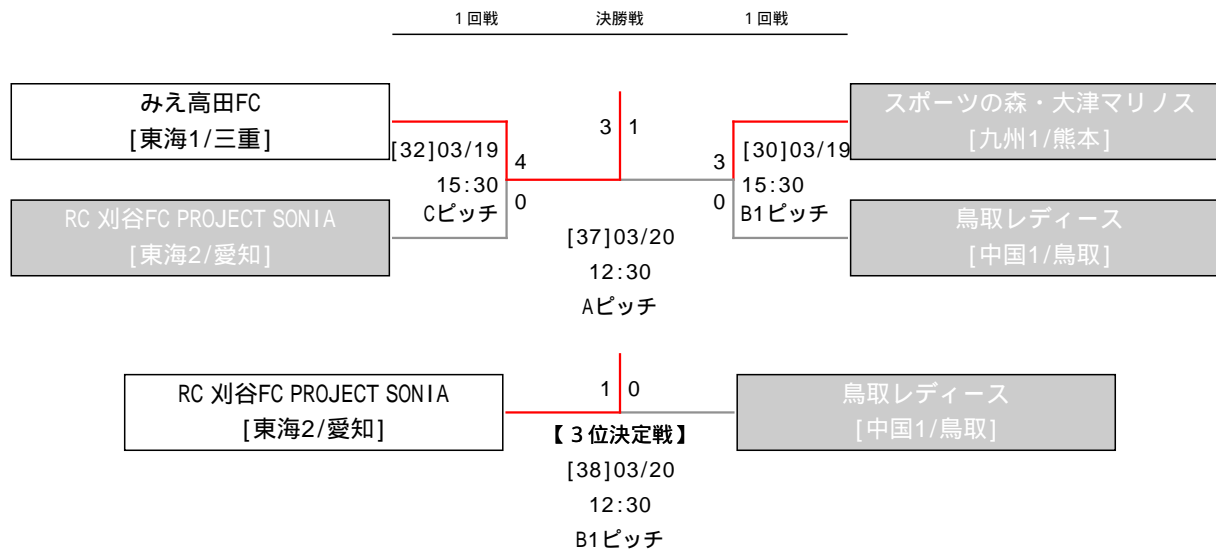 1回戦 決勝戦 1回戦
みえ高田FC
[東海1/三重]
RC 刈谷FC PROJECT SONIA
[東海2/愛知]
[32]03/19
15:30
Cピッチ
4
0
3 1
[37]03/20
12:30
Aピッチ
3
0
[30]03/19
15:30
B1ピッチ
スポーツの森・大津マリノス
[九州1/熊本]
鳥取レディース
[中国1/鳥取]
RC 刈谷FC PROJECT SONIA
[東海2/愛知]
1 0
【３位決定戦】
[38]03/20
12:30
B1ピッチ
鳥取レディース
[中国1/鳥取]